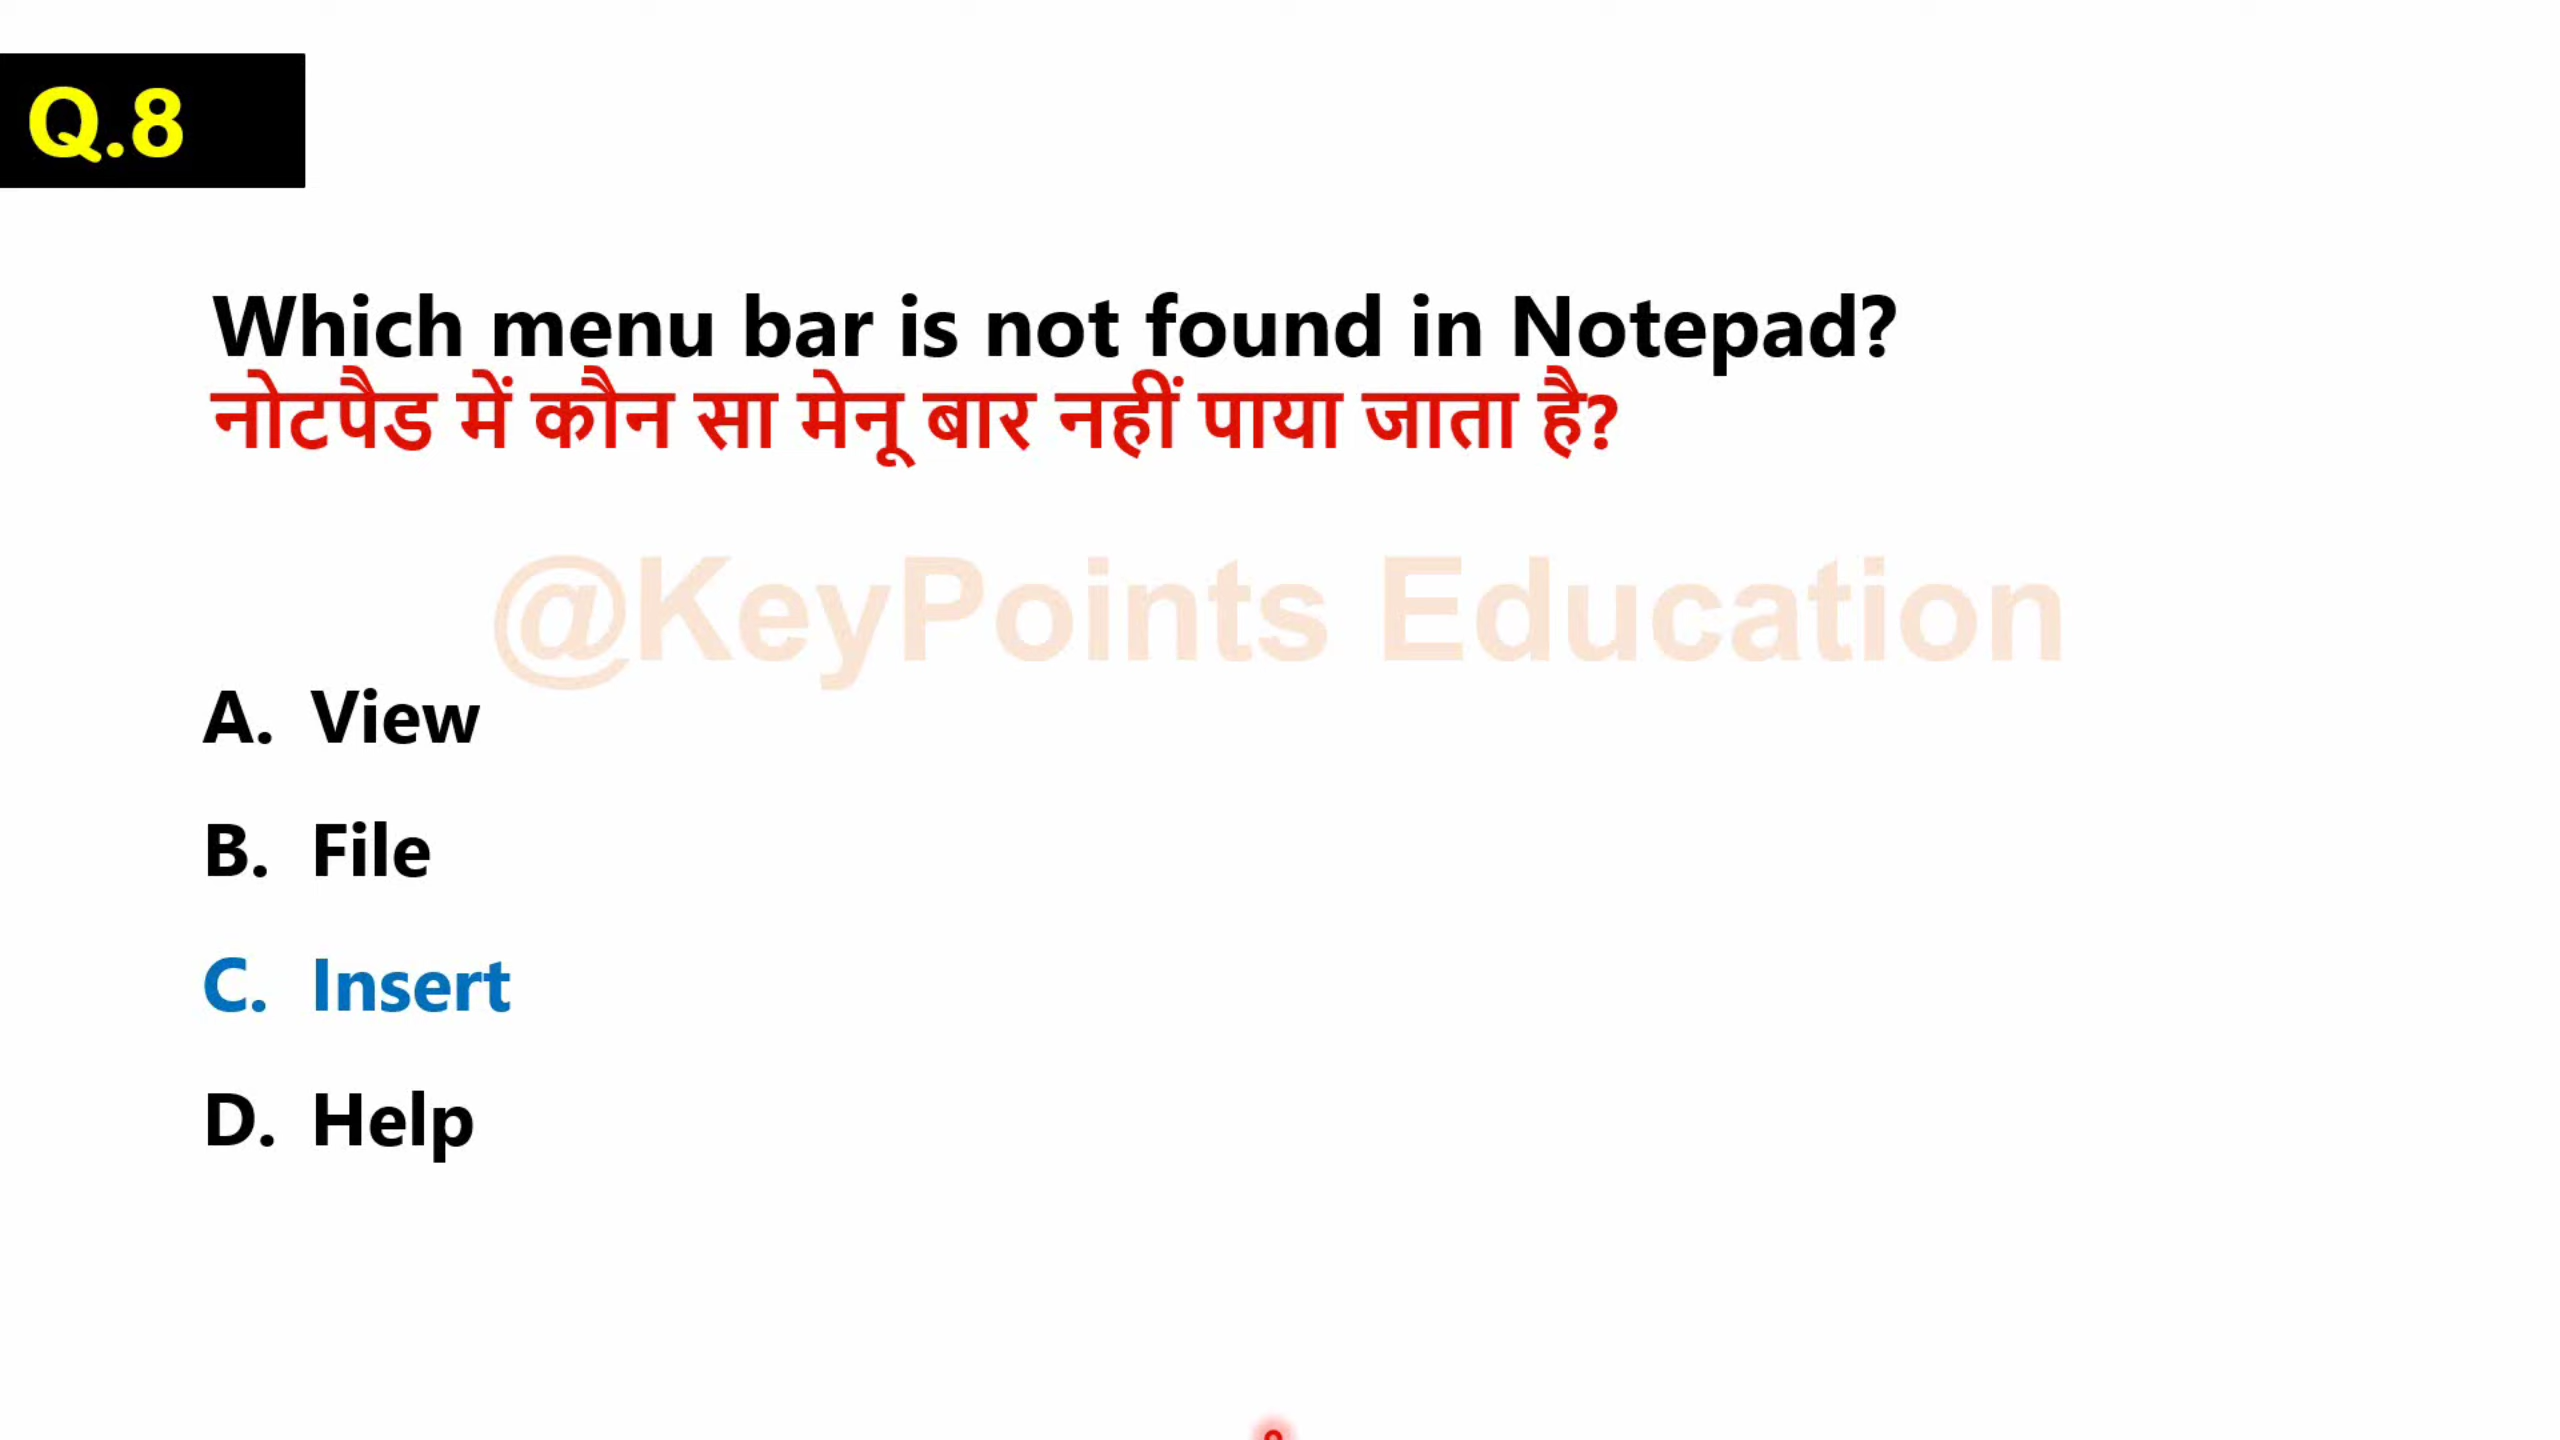 Q.8
Which menu bar is not found in Notepad?
नोटपैड में कौन सा मेनू बार नहीं पाया जाता है?
@KeyPoints Education
A. View
B. File
C. Insert
D. Help